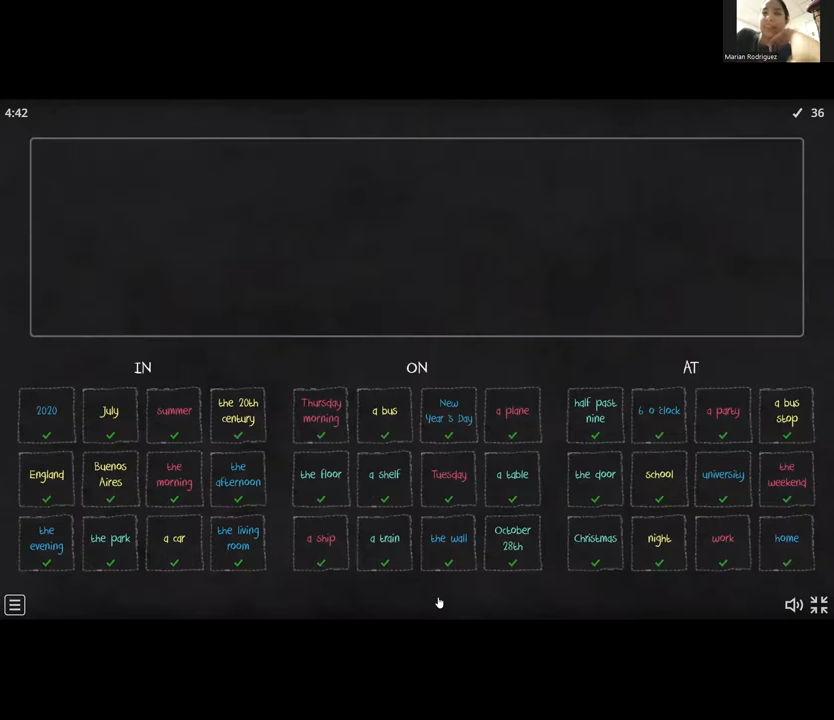 Marian Rodriguez
4:42
✓ 36
IN
ON
AT
2020
July
summer
the 20th
century
Thursday
morning
a bus
New
Year's Day
a plane
half past
nine
6 o'clock
a party
a bus
stop
England
Buenos
Aires
the
morning
the
afternoon
the floor
a shelf
Tuesday
a table
the door
school
university
the
weekend
the
evening
the park
a car
the living
room
a ship
a train
the wall
October
28th
Christmas
night
work
home